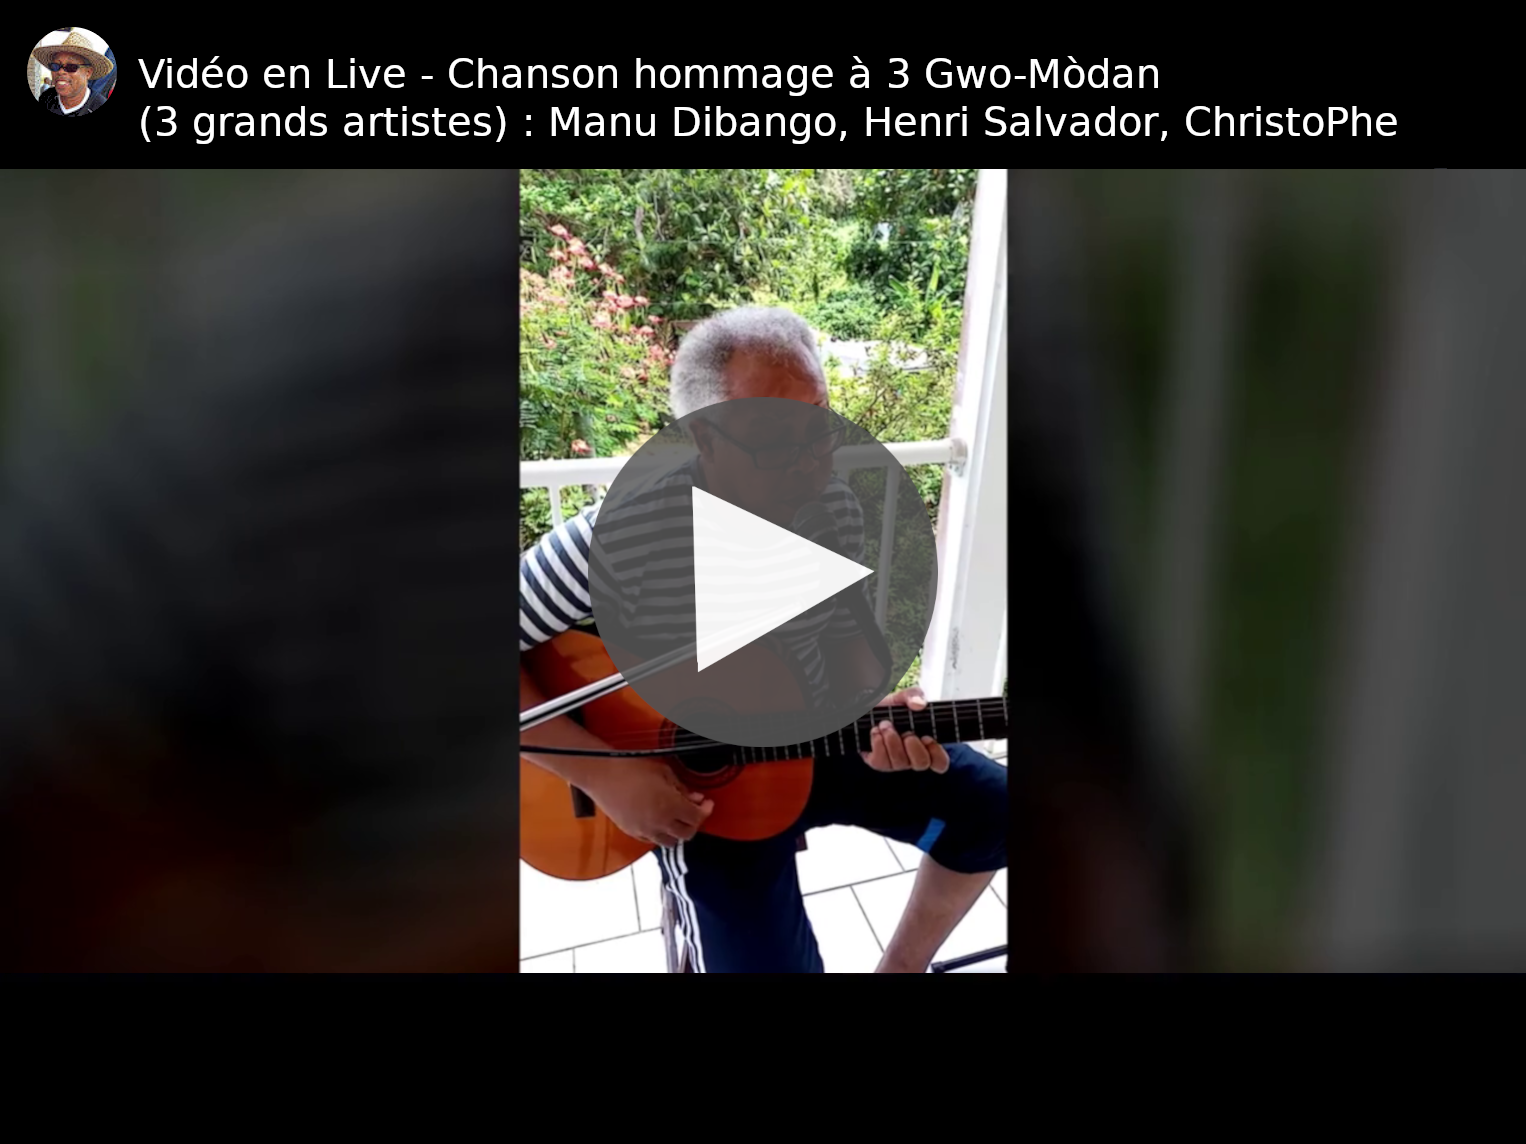 Vidéo en Live - Chanson hommage à 3 Gwo-Mòdan
(3 grands artistes) : Manu Dibango, Henri Salvador, ChristoPhe